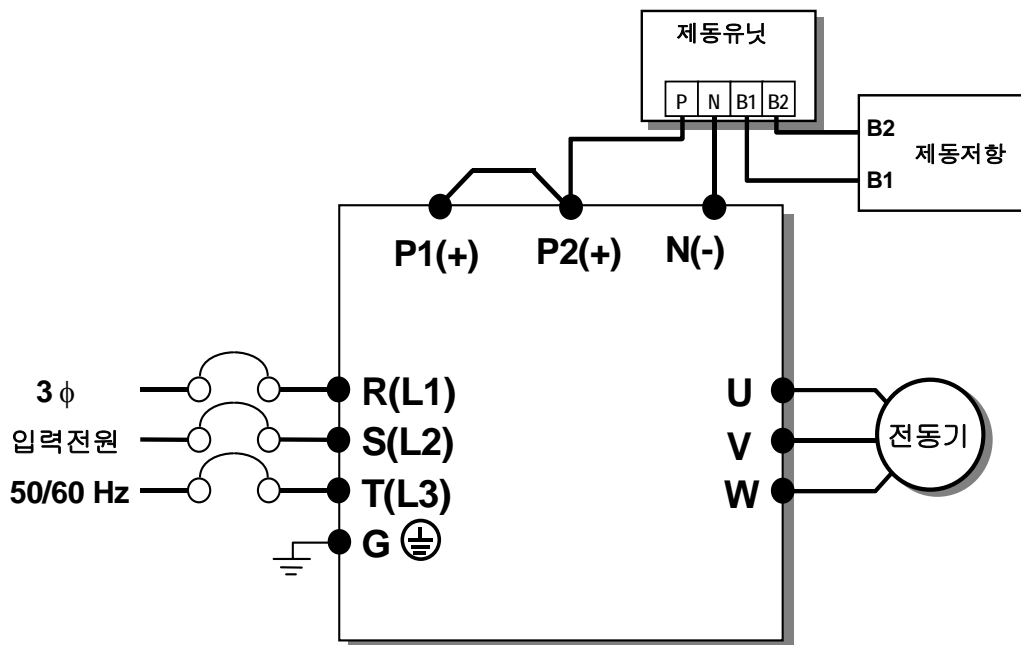 제동유닛
P N B1 B2
B2
제동저항
B1
P1(+) P2(+) N(-)
3 ϕ
입력전원
50/60 Hz
R(L1)
S(L2)
T(L3)
G
U
V
W
전동기